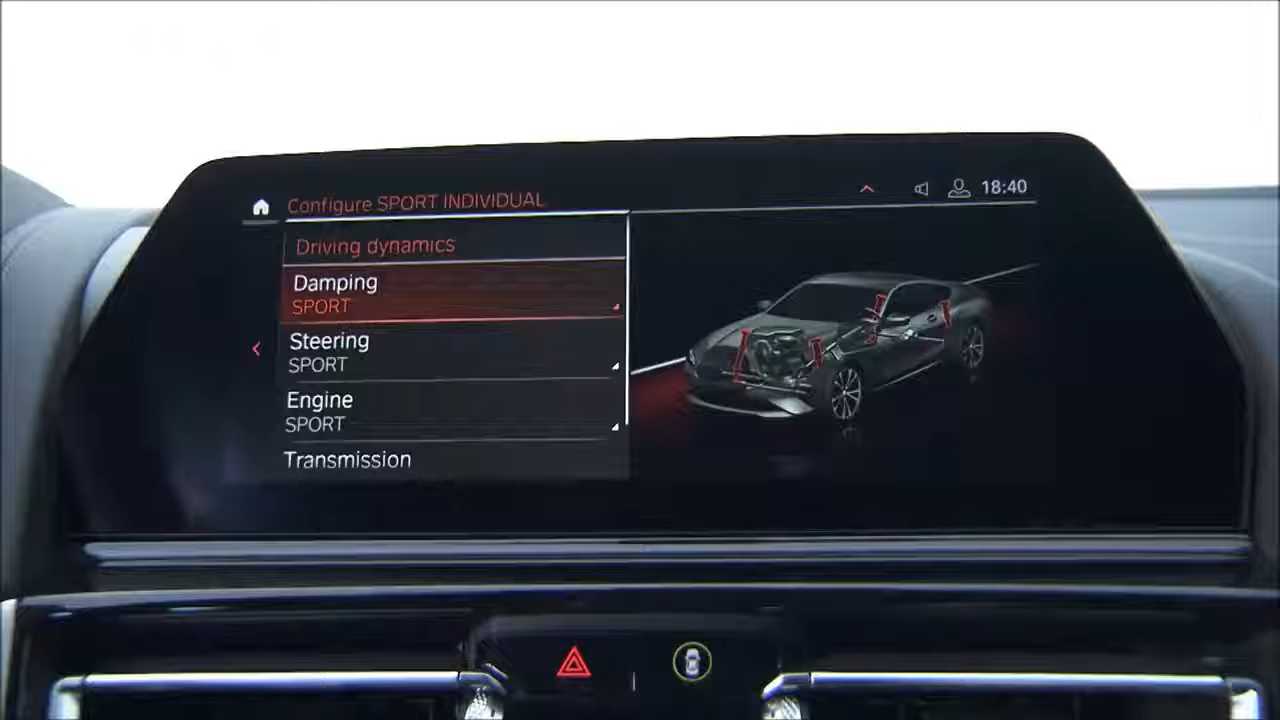 Configure SPORT INDIVIDUAL
18:40
Driving dynamics
Damping
SPORT
Steering
SPORT
Engine
SPORT
Transmission